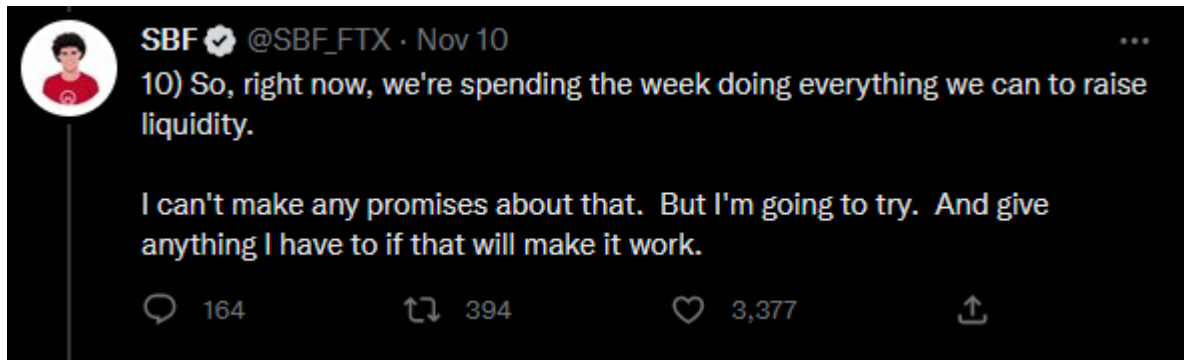 SBF @SBF_FTX · Nov 10
10) So, right now, we're spending the week doing everything we can to raise
liquidity.
I can't make any promises about that.  But I'm going to try.  And give
anything I have to if that will make it work.
164 394 3,377